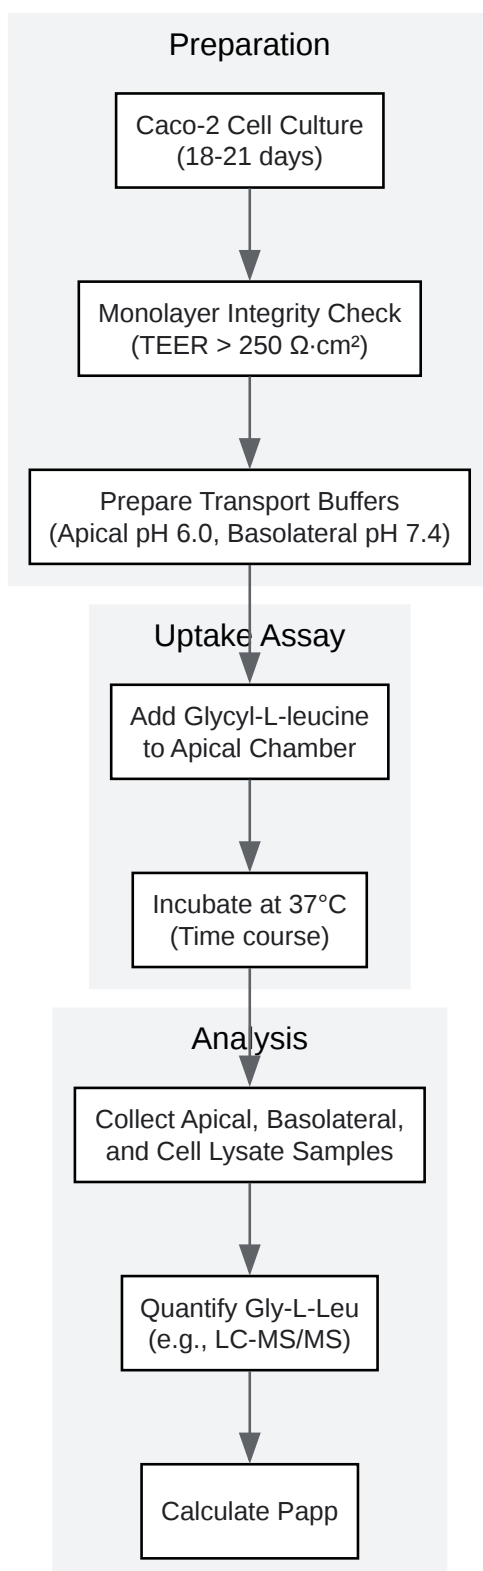 Preparation
Caco-2 Cell Culture
(18-21 days)
Monolayer Integrity Check
(TEER > 250 Ω·cm²)
Prepare Transport Buffers
(Apical pH 6.0, Basolateral pH 7.4)
Uptake Assay
Add Glycyl-L-leucine
to Apical Chamber
Incubate at 37°C
(Time course)
Analysis
Collect Apical, Basolateral,
and Cell Lysate Samples
Quantify Gly-L-Leu
(e.g., LC-MS/MS)
Calculate Papp